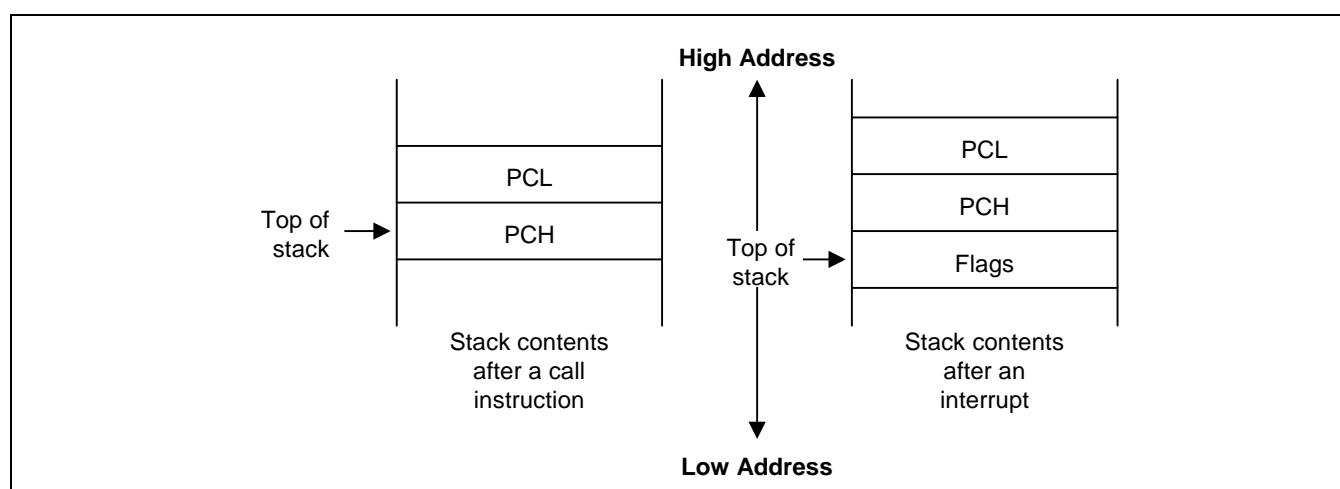 High Address
PCL
PCH
Top of
stack
Stack contents
after a call
instruction
Top of
stack
PCL
PCH
Flags
Stack contents
after an
interrupt
Low Address